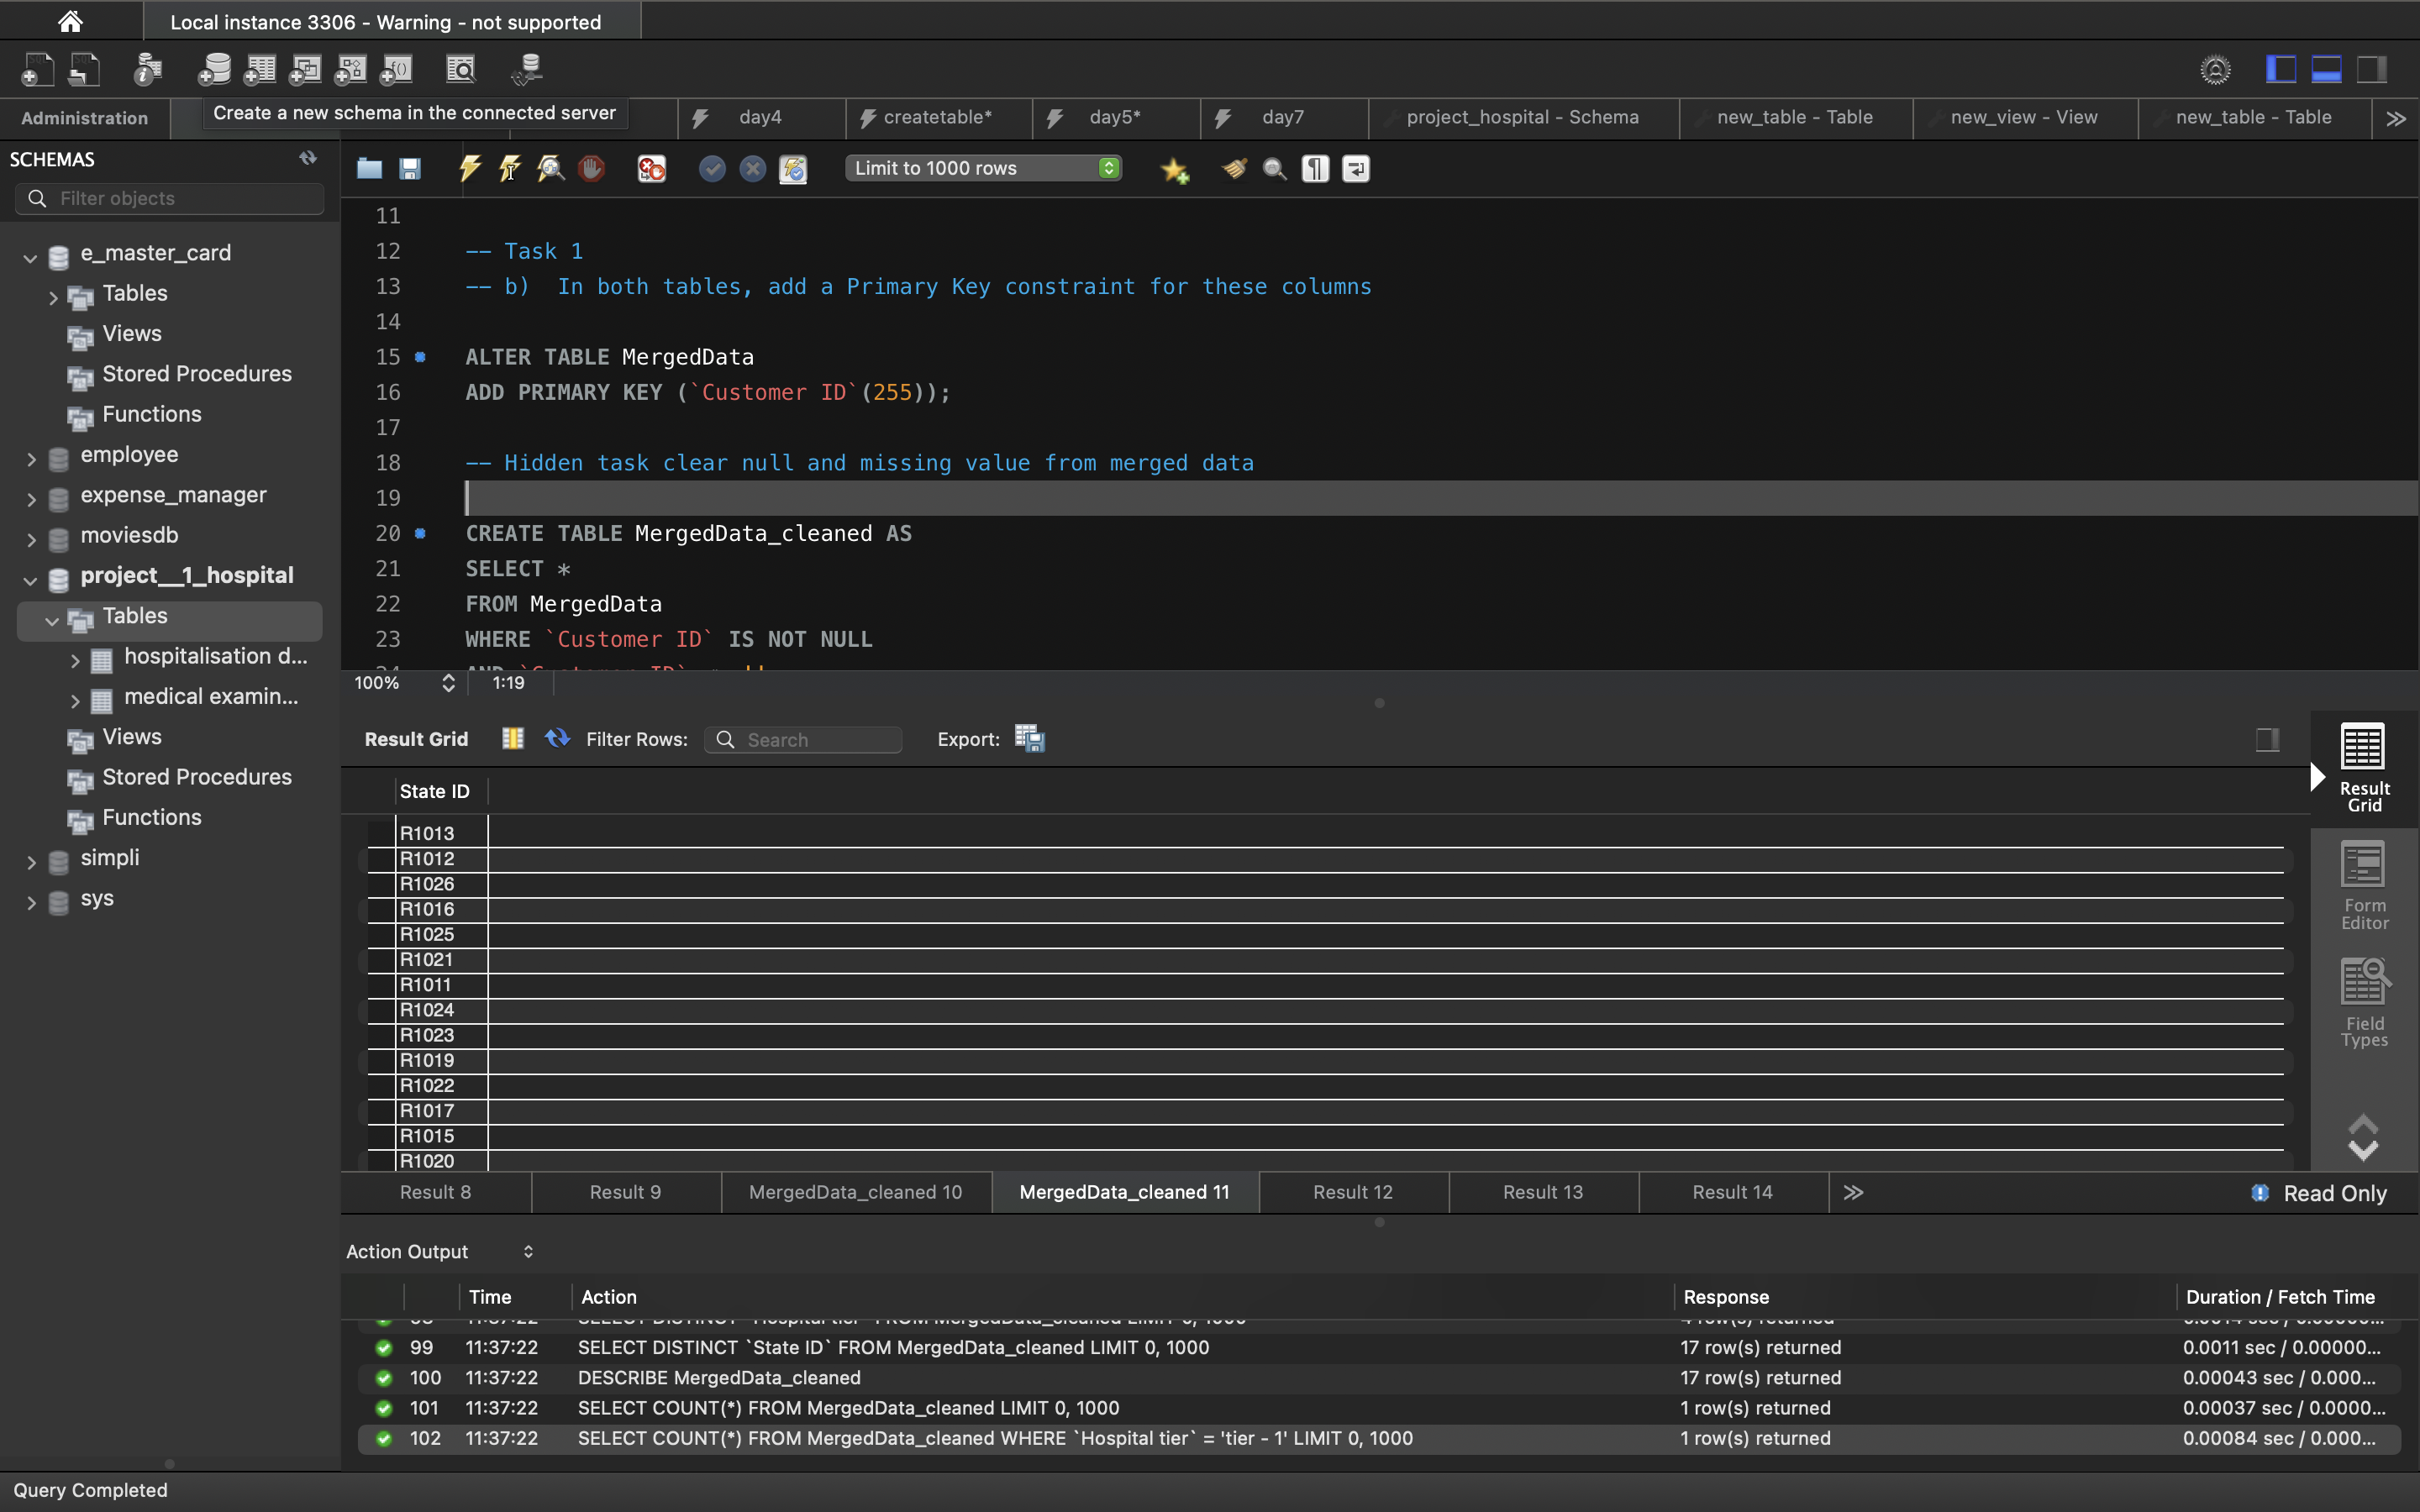 Local instance 3306 - Warning - not supported
Administration
Create a new schema in the connected server
day4
createtable*
day5*
day7
project_hospital - Schema
new_table - Table
new_view - View
new_table - Table
SCHEMAS
Filter objects
e_master_card
Tables
Views
Stored Procedures
Functions
employee
expense_manager
moviesdb
project__1_hospital
Tables
hospitalisation d...
medical examin...
Views
Stored Procedures
Functions
simpli
sys
Limit to 1000 rows
11
12 -- Task 1
13 -- b)  In both tables, add a Primary Key constraint for these columns
14
15 ALTER TABLE MergedData
16 ADD PRIMARY KEY (`Customer ID`(255));
17
18 -- Hidden task clear null and missing value from merged data
19
20 CREATE TABLE MergedData_cleaned AS
21 SELECT *
22 FROM MergedData
23 WHERE `Customer ID` IS NOT NULL
100% 1:19
Result Grid Filter Rows: Search Export:
State ID
R1013
R1012
R1026
R1016
R1025
R1021
R1011
R1024
R1023
R1019
R1022
R1017
R1015
R1020
Result Grid
Form Editor
Field Types
Result 8
Result 9
MergedData_cleaned 10
MergedData_cleaned 11
Result 12
Result 13
Result 14
Read Only
Action Output
Time Action Response Duration / Fetch Time
99 11:37:22 SELECT DISTINCT `State ID` FROM MergedData_cleaned LIMIT 0, 1000 17 row(s) returned 0.0011 sec / 0.00000...
100 11:37:22 DESCRIBE MergedData_cleaned 17 row(s) returned 0.00043 sec / 0.000...
101 11:37:22 SELECT COUNT(*) FROM MergedData_cleaned LIMIT 0, 1000 1 row(s) returned 0.00037 sec / 0.0000...
102 11:37:22 SELECT COUNT(*) FROM MergedData_cleaned WHERE `Hospital tier` = 'tier - 1' LIMIT 0, 1000 1 row(s) returned 0.00084 sec / 0.000...
Query Completed